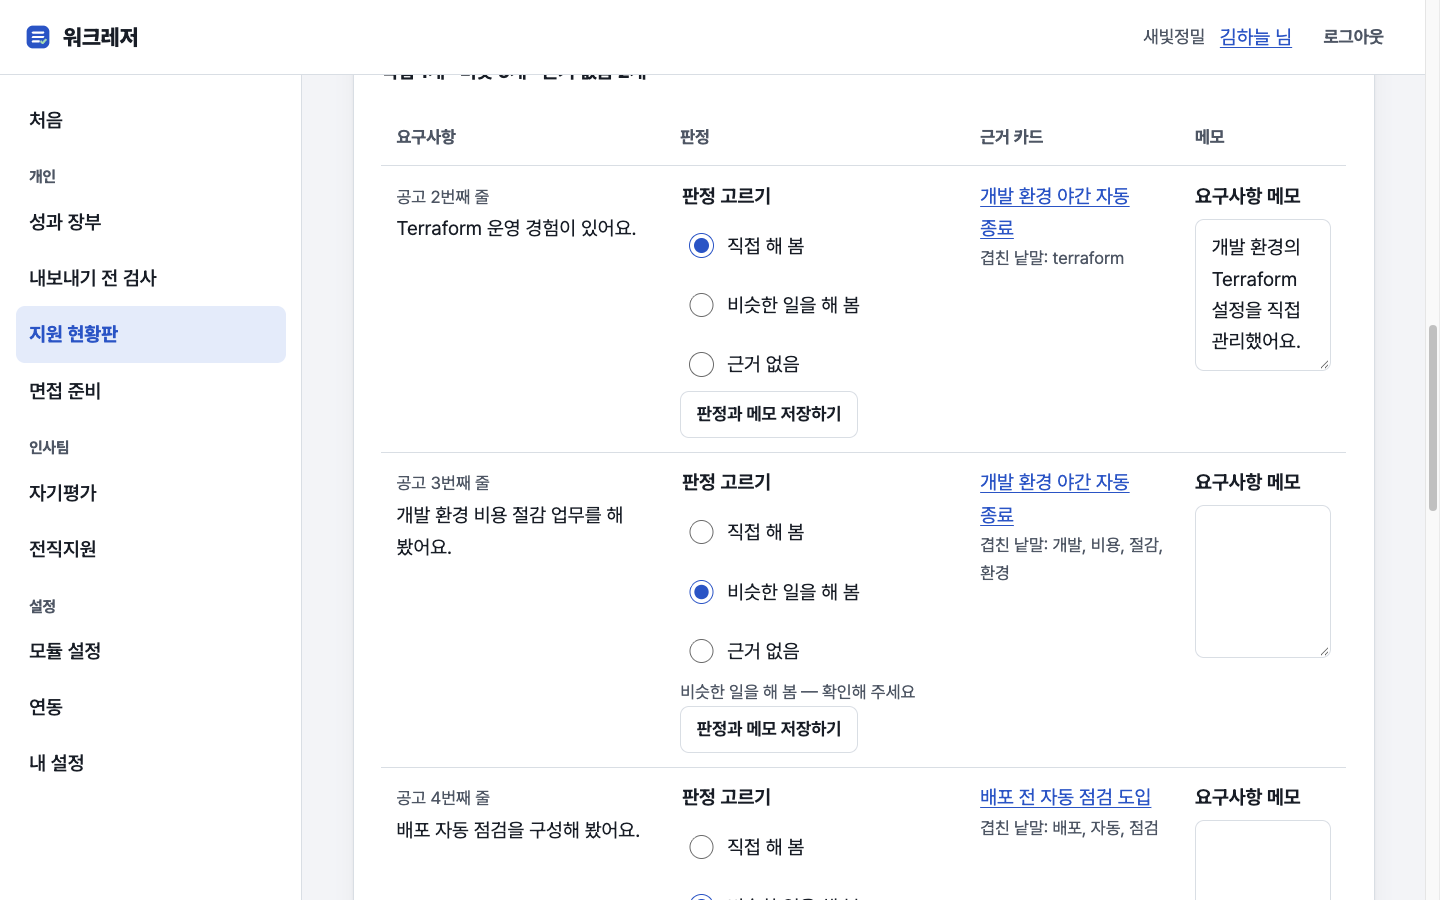 워크레저
새빛정밀 김하늘 님 로그아웃
처음
개인
성과 장부
내보내기 전 검사
지원 현황판
면접 준비
인사팀
자기평가
전직지원
설정
모듈 설정
연동
내 설정
요구사항 판정 근거 카드 메모
공고 2번째 줄
Terraform 운영 경험이 있어요.
판정 고르기
직접 해 봄
비슷한 일을 해 봄
근거 없음
판정과 메모 저장하기
개발 환경 야간 자동
종료
겹친 낱말: terraform
요구사항 메모
개발 환경의
Terraform
설정을 직접
관리했어요.
공고 3번째 줄
개발 환경 비용 절감 업무를 해
봤어요.
판정 고르기
직접 해 봄
비슷한 일을 해 봄
근거 없음
비슷한 일을 해 봄 — 확인해 주세요
판정과 메모 저장하기
개발 환경 야간 자동
종료
겹친 낱말: 개발, 비용, 절감,
환경
요구사항 메모
공고 4번째 줄
배포 자동 점검을 구성해 봤어요.
판정 고르기
직접 해 봄
배포 전 자동 점검 도입
겹친 낱말: 배포, 자동, 점검
요구사항 메모